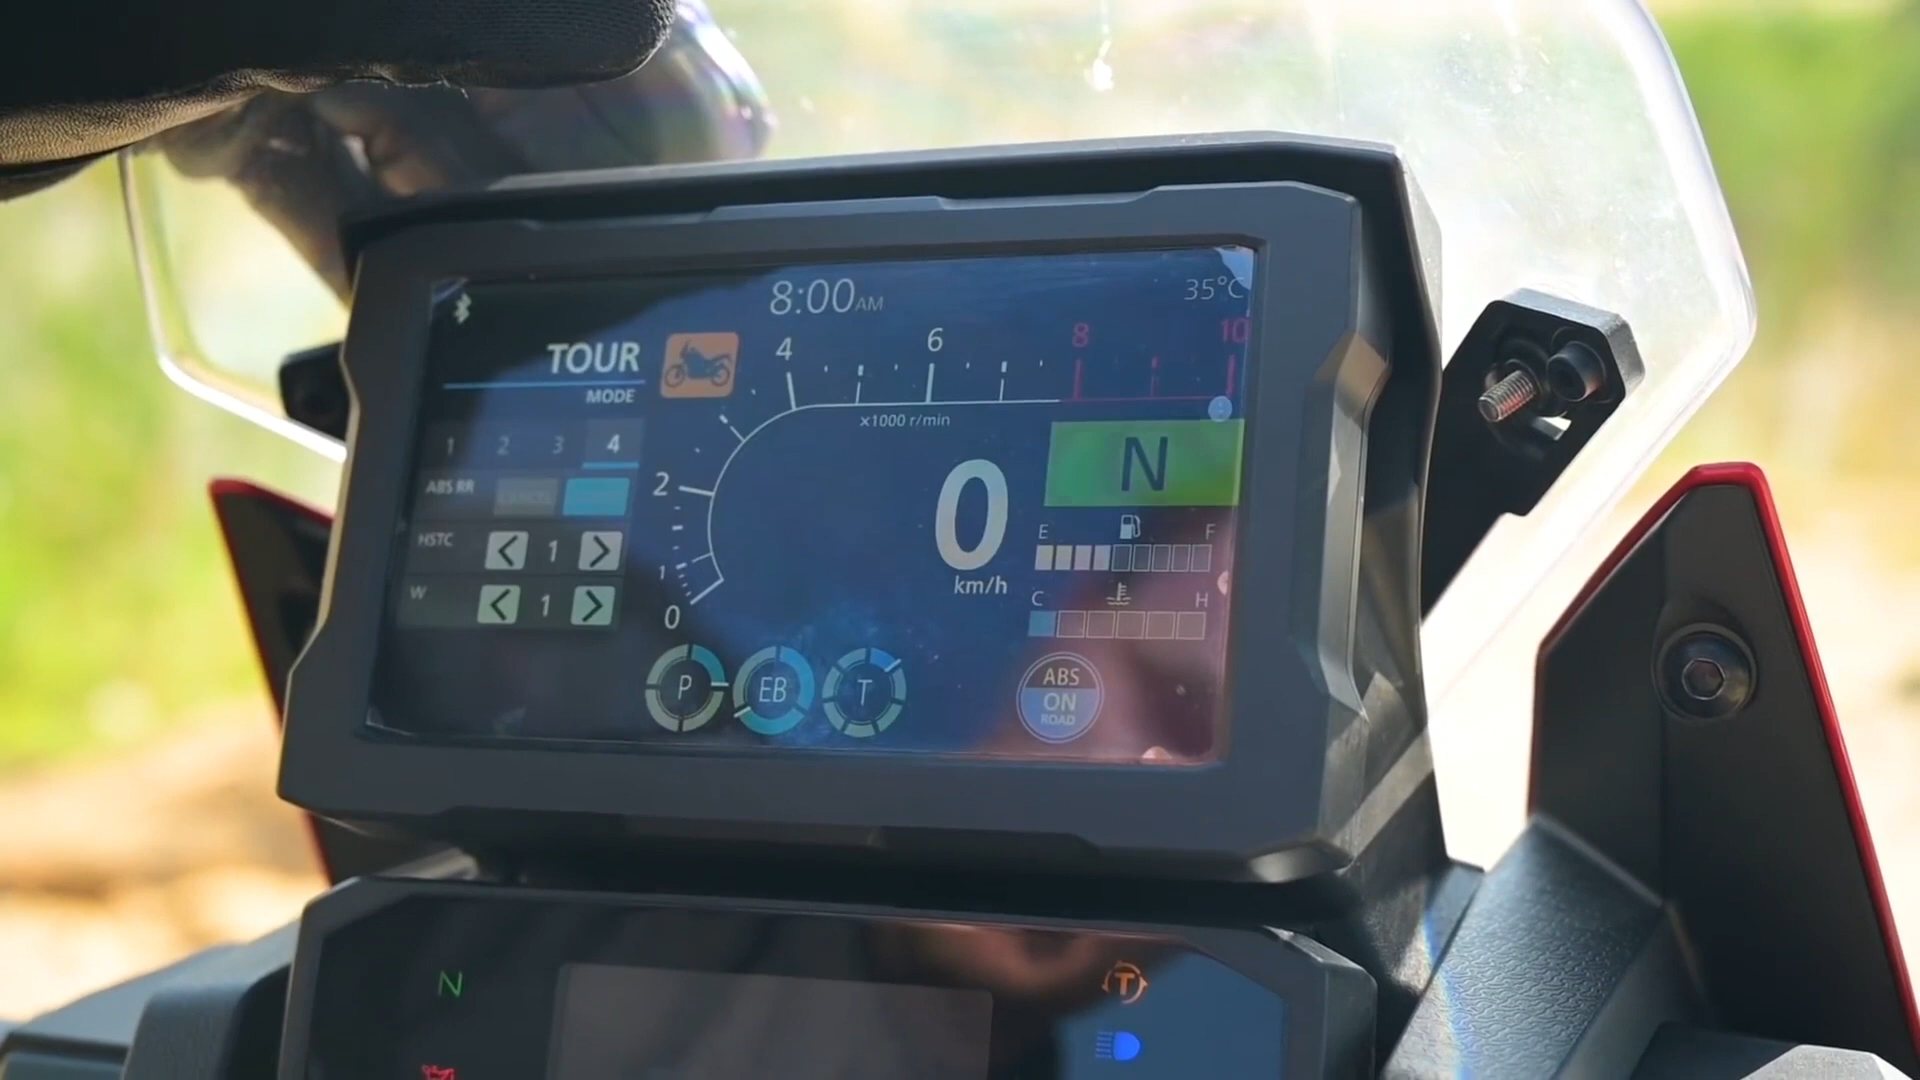 8:00AM
35°C
TOUR
MODE
4 6 8 10
x1000 r/min
1 2 3 4
N
ABS RR
2
0
HSTC
< 1 >
E F
km/h
1
W
< 1 >
C H
0
P EB T
ABS
ON
ROAD
N
T